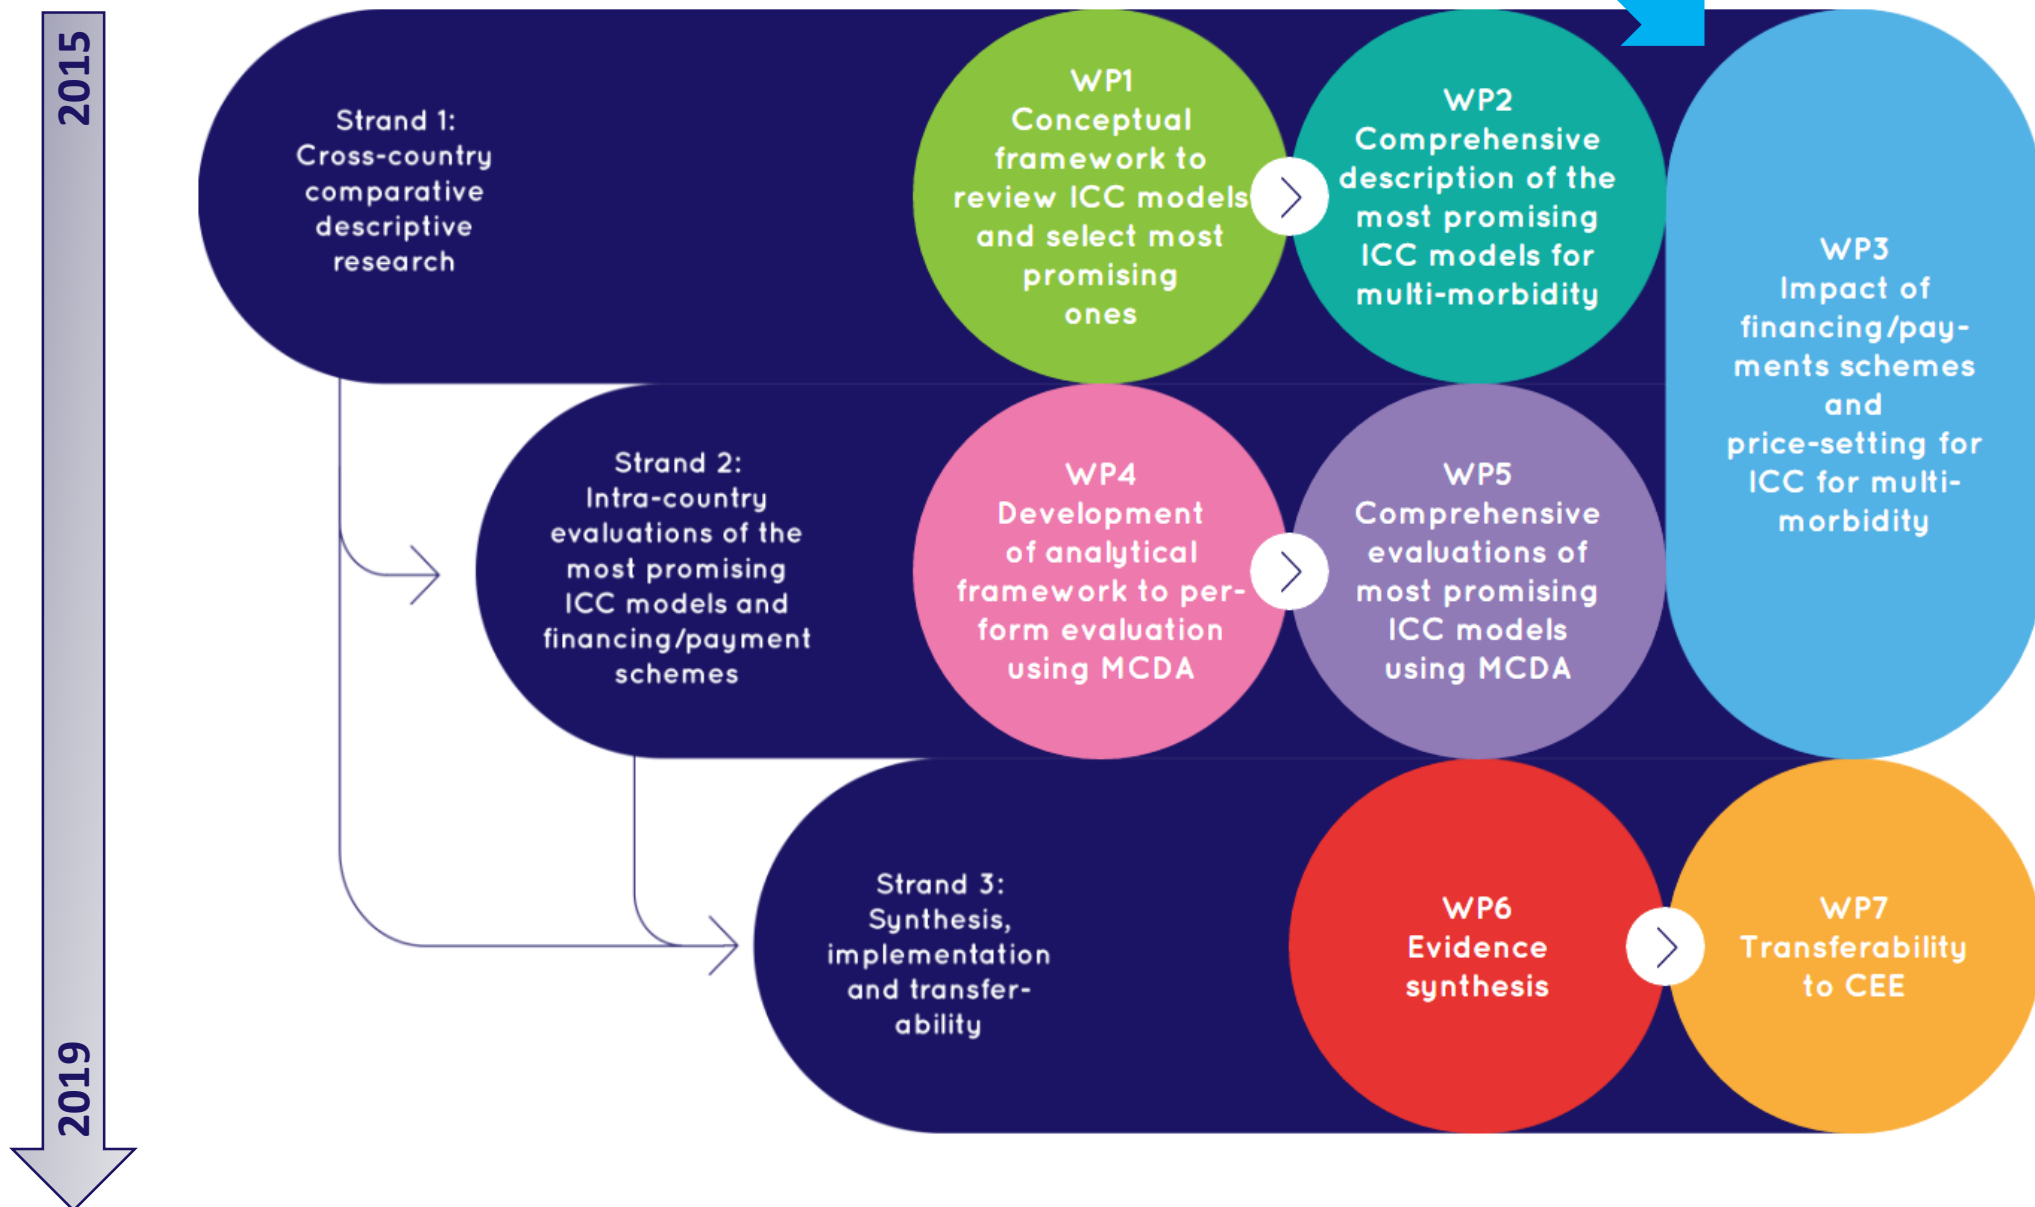 2015
Strand 1:
Cross-country
comparative
descriptive
research
WP1
Conceptual
framework to
review ICC models
and select most
promising
ones
WP2
Comprehensive
description of the
most promising
ICC models for
multi-morbidity
WP3
Impact of
financing/pay-
ments schemes
and
price-setting for
ICC for multi-
morbidity
Strand 2:
Intra-country
evaluations of the
most promising
ICC models and
financing/payment
schemes
WP4
Development
of analytical
framework to per-
form evaluation
using MCDA
WP5
Comprehensive
evaluations of
most promising
ICC models
using MCDA
Strand 3:
Synthesis,
implementation
and transfer-
ability
WP6
Evidence
synthesis
WP7
Transferability
to CEE
2019